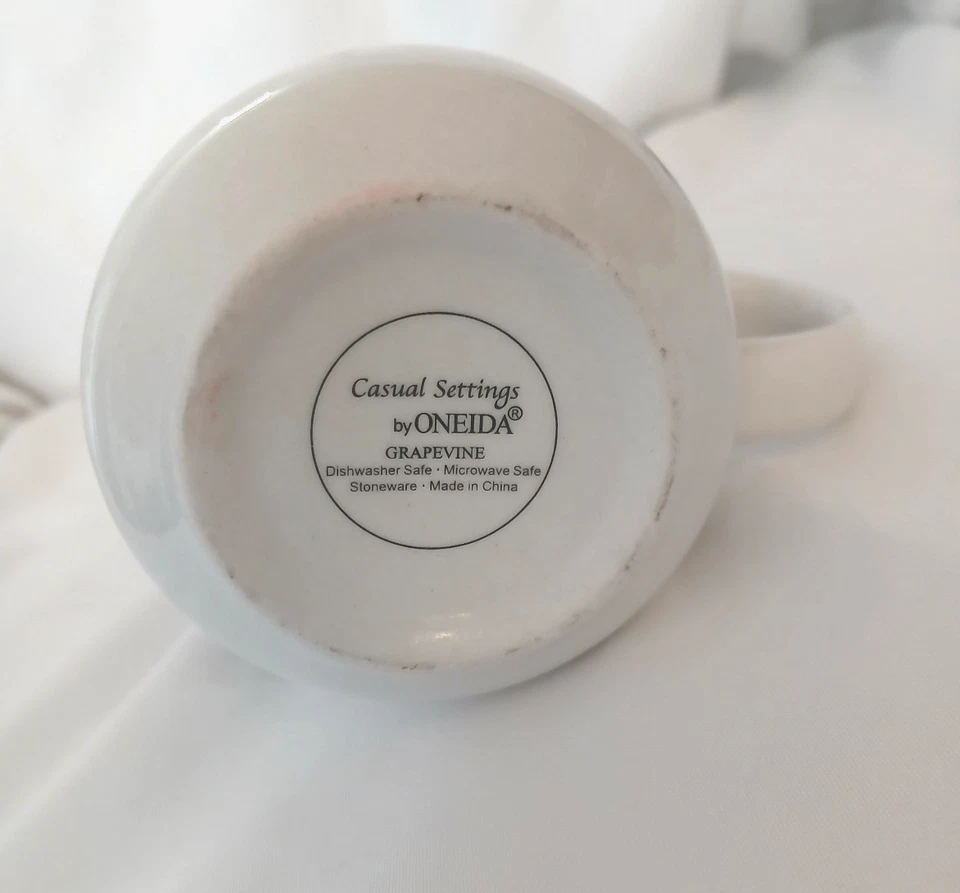 Casual Settings
by ONEIDA®
GRAPEVINE
Dishwasher Safe · Microwave Safe
Stoneware · Made in China